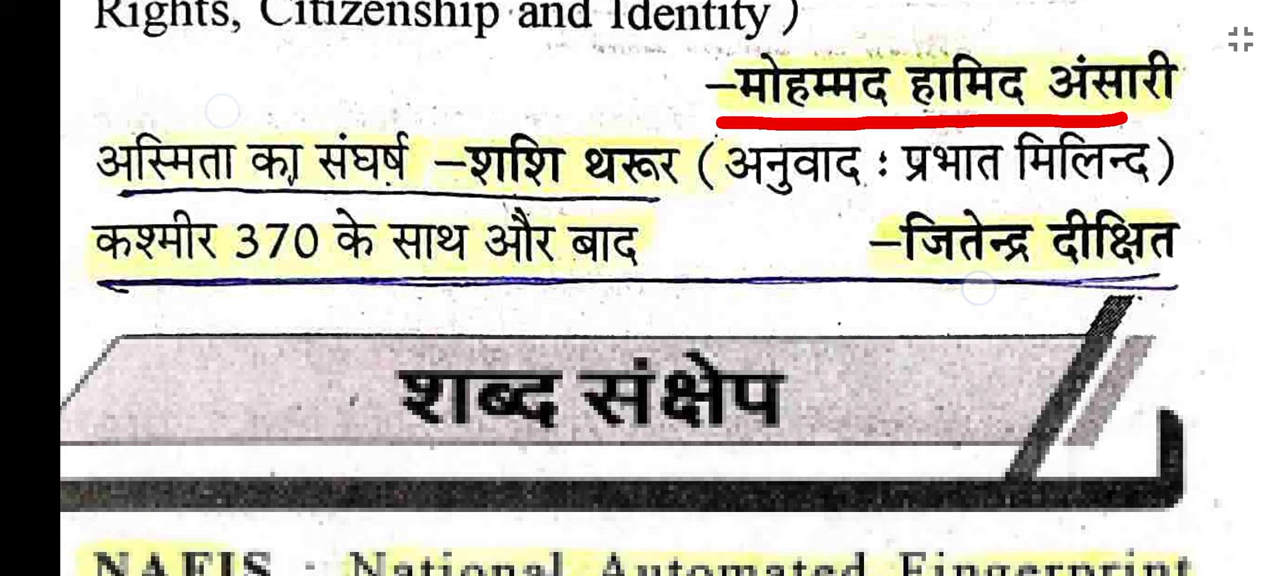 Rights, Citizenship and Identity )
–मोहम्मद हामिद अंसारी
अस्मिता का संघर्ष –शशि थरूर ( अनुवाद : प्रभात मिलिन्द )
कश्मीर 370 के साथ और बाद –जितेन्द्र दीक्षित
शब्द संक्षेप
NAFIS : National Automated Fingerprint